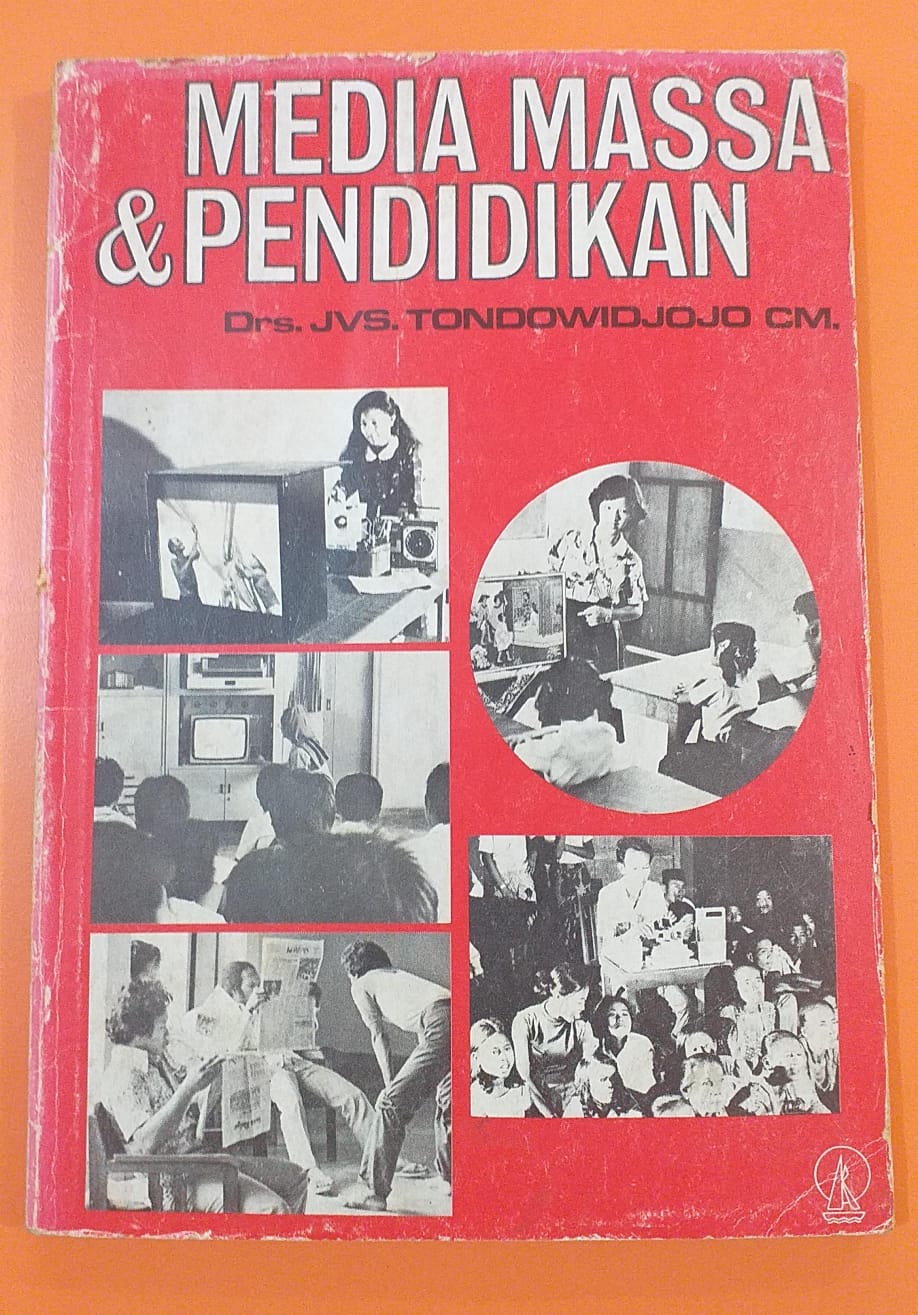 MEDIA MASSA
& PENDIDIKAN
Drs. JVS. TONDOWIDJOJO CM.